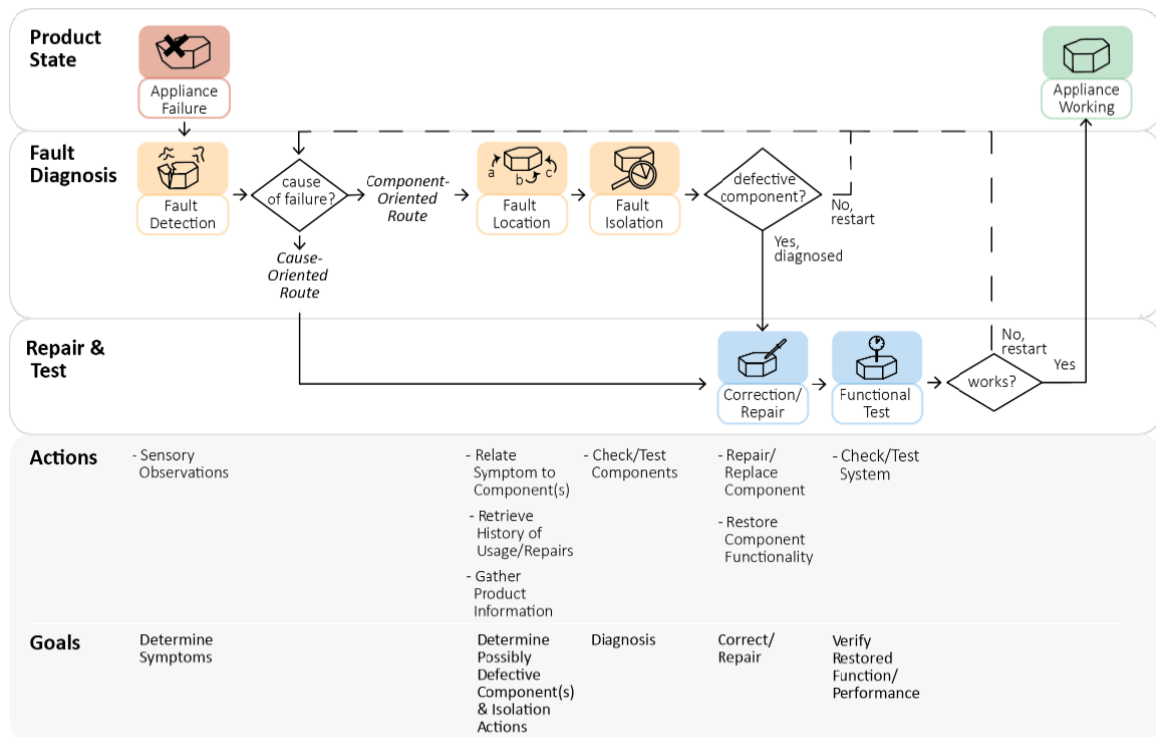 Product
State
Appliance
Failure
Appliance
Working
Fault
Diagnosis
Fault
Detection
cause
of failure?
Component-
Oriented
Route
Cause-
Oriented
Route
a
b
c
Fault
Location
Fault
Isolation
defective
component?
No,
restart
Yes,
diagnosed
Repair &
Test
Correction/
Repair
Functional
Test
works?
No,
restart
Yes
Actions
- Sensory
Observations
- Relate
Symptom to
Component(s)
- Retrieve
History of
Usage/Repairs
- Gather
Product
Information
- Check/Test
Components
- Repair/
Replace
Component
- Restore
Component
Functionality
- Check/Test
System
Goals
Determine
Symptoms
Determine
Possibly
Defective
Component(s)
& Isolation
Actions
Diagnosis
Correct/
Repair
Verify
Restored
Function/
Performance